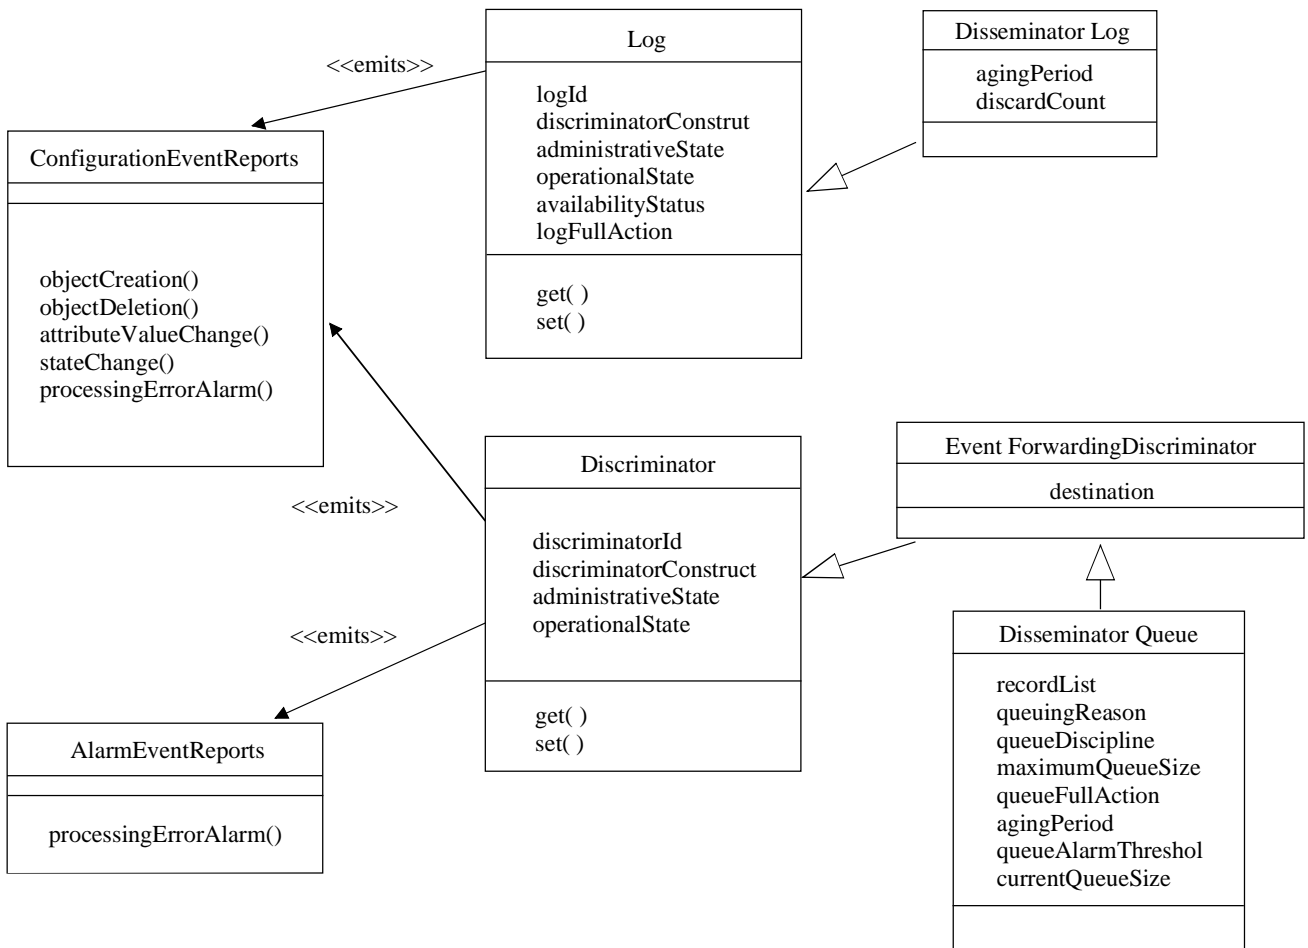 Log
<<emits>>
logId
discriminatorConstrut
administrativeState
operationalState
availabilityStatus
logFullAction
get( )
set( )
Disseminator Log
agingPeriod
discardCount
ConfigurationEventReports
objectCreation()
objectDeletion()
attributeValueChange()
stateChange()
processingErrorAlarm()
<<emits>>
Discriminator
discriminatorId
discriminatorConstruct
administrativeState
operationalState
get( )
set( )
Event ForwardingDiscriminator
destination
<<emits>>
AlarmEventReports
processingErrorAlarm()
Disseminator Queue
recordList
queuingReason
queueDiscipline
maximumQueueSize
queueFullAction
agingPeriod
queueAlarmThreshol
currentQueueSize